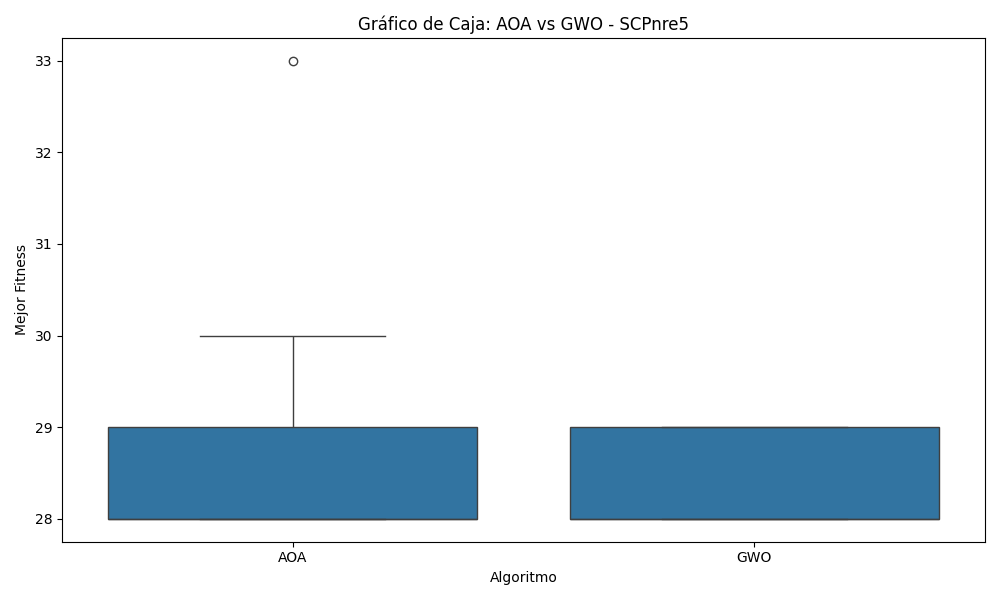 Gráfico de Caja: AOA vs GWO - SCPnre5
Mejor Fitness
33
32
31
30
29
28
AOA
GWO
Algoritmo